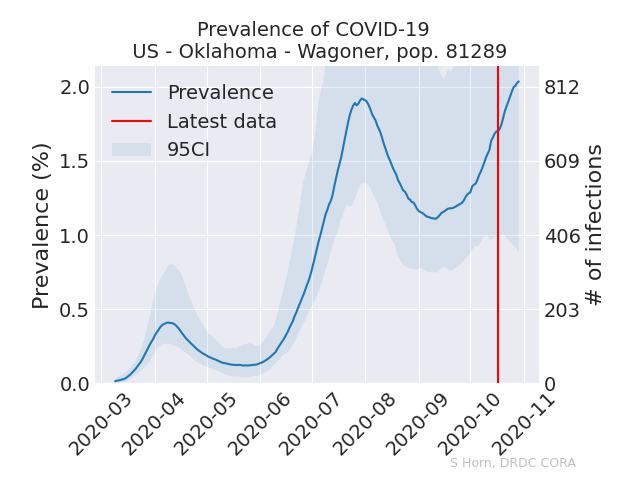 Prevalence of COVID-19
US - Oklahoma - Wagoner, pop. 81289
Prevalence
Latest data
95CI
Prevalence (%)
2.0
1.5
1.0
0.5
0.0
812
609
406
203
0
# of infections
2020-03
2020-04
2020-05
2020-06
2020-07
2020-08
2020-09
2020-10
2020-11
S Horn, DRDC CORA